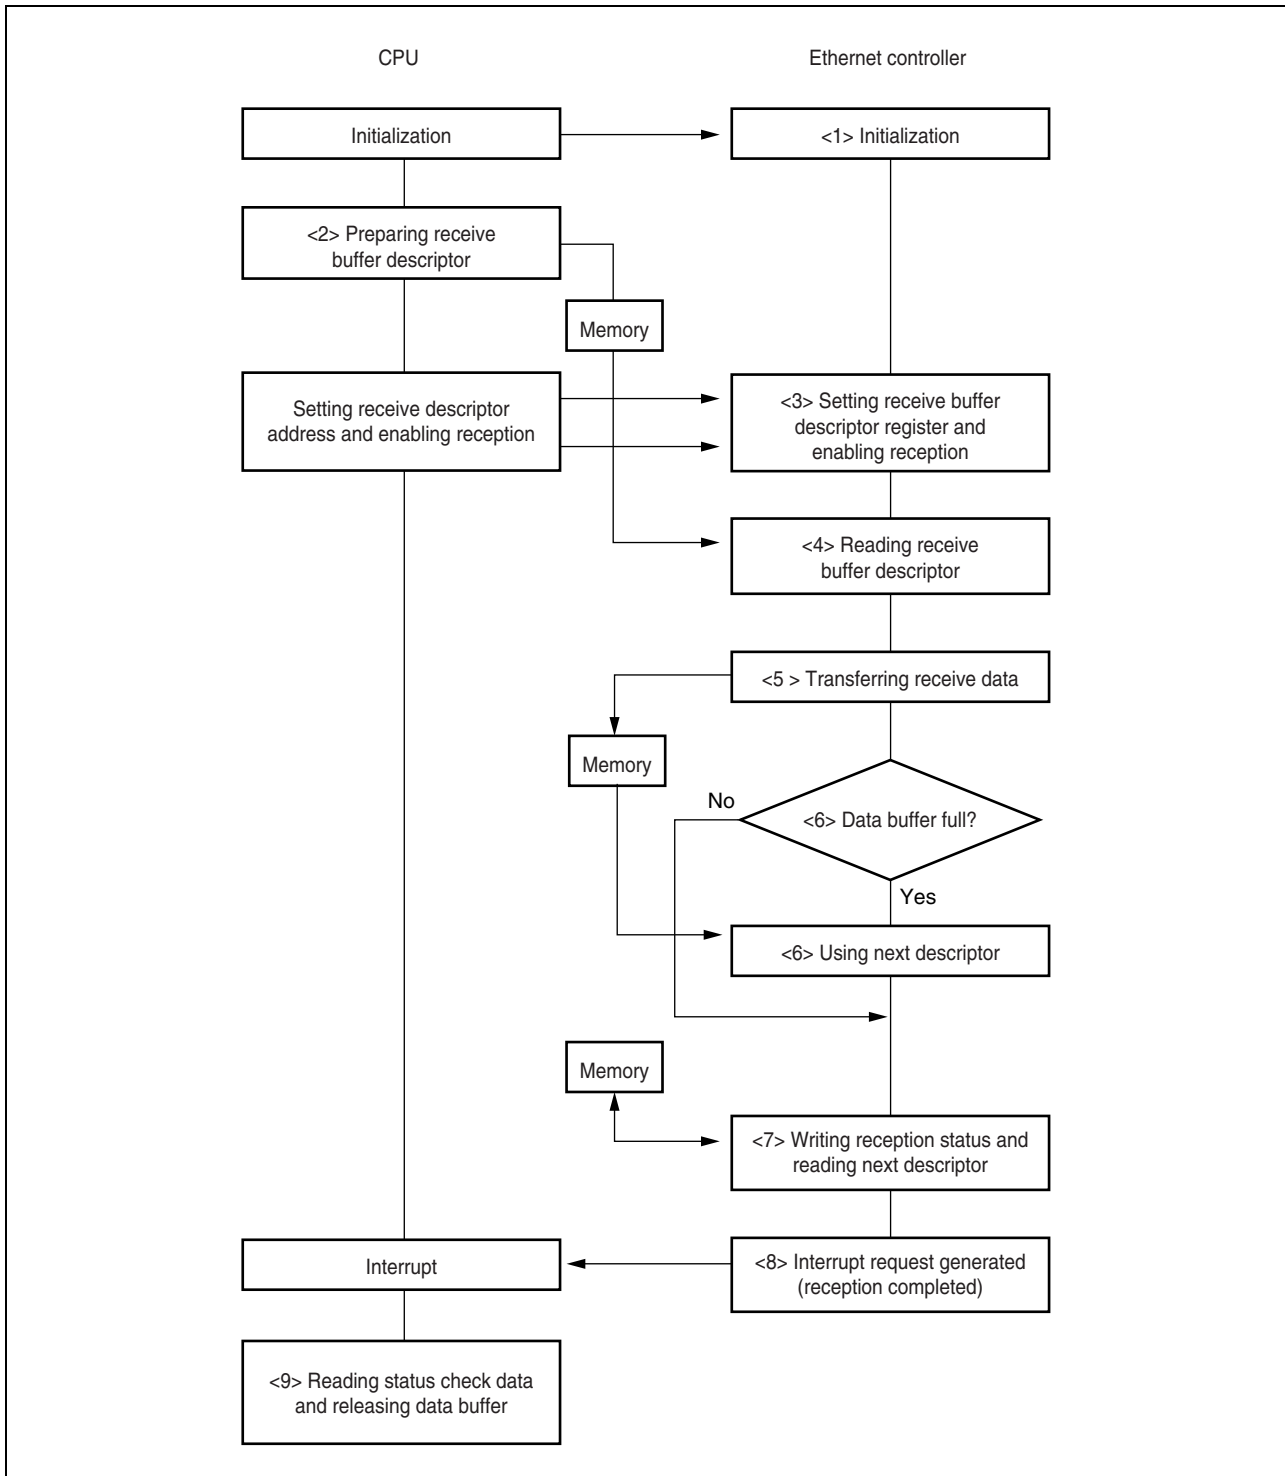 CPU
Ethernet controller
Initialization
<1> Initialization
<2> Preparing receive
buffer descriptor
Memory
Setting receive descriptor
address and enabling reception
<3> Setting receive buffer
descriptor register and
enabling reception
<4> Reading receive
buffer descriptor
<5 > Transferring receive data
Memory
No
<6> Data buffer full?
Yes
<6> Using next descriptor
Memory
<7> Writing reception status and
reading next descriptor
Interrupt
<8> Interrupt request generated
(reception completed)
<9> Reading status check data
and releasing data buffer